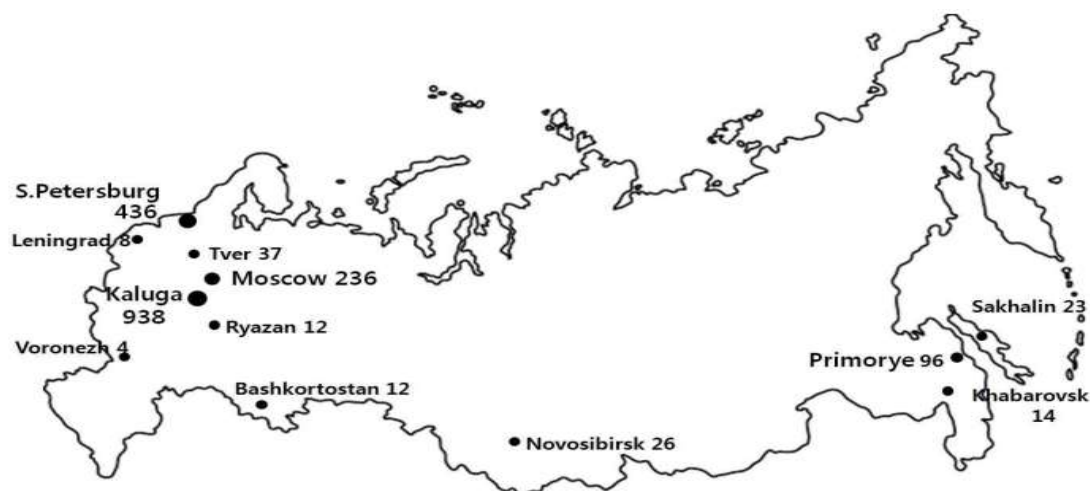 S.Petersburg
436
Leningrad 8
Tver 37
Moscow 236
Kaluga
938
Ryazan 12
Voronezh 4
Bashkortostan 12
Novosibirsk 26
Sakhalin 23
Primorye 96
Khabarovsk
14